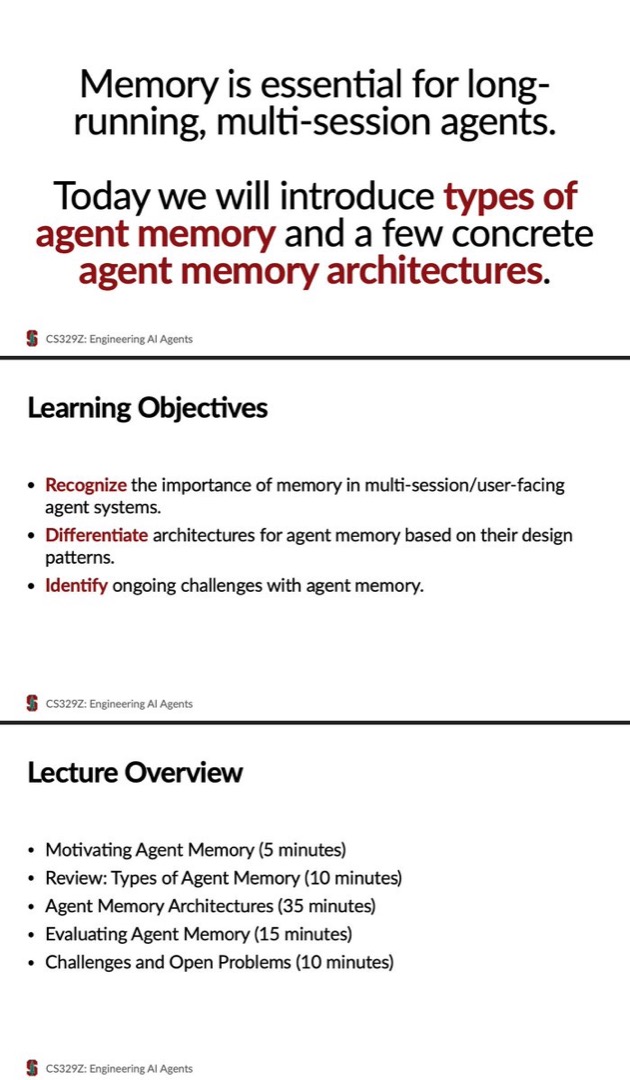 Memory is essential for long-
running, multi-session agents.
Today we will introduce types of
agent memory and a few concrete
agent memory architectures.
CS329Z: Engineering AI Agents
Learning Objectives
• Recognize the importance of memory in multi-session/user-facing
agent systems.
• Differentiate architectures for agent memory based on their design
patterns.
• Identify ongoing challenges with agent memory.
CS329Z: Engineering AI Agents
Lecture Overview
• Motivating Agent Memory (5 minutes)
• Review: Types of Agent Memory (10 minutes)
• Agent Memory Architectures (35 minutes)
• Evaluating Agent Memory (15 minutes)
• Challenges and Open Problems (10 minutes)
CS329Z: Engineering AI Agents